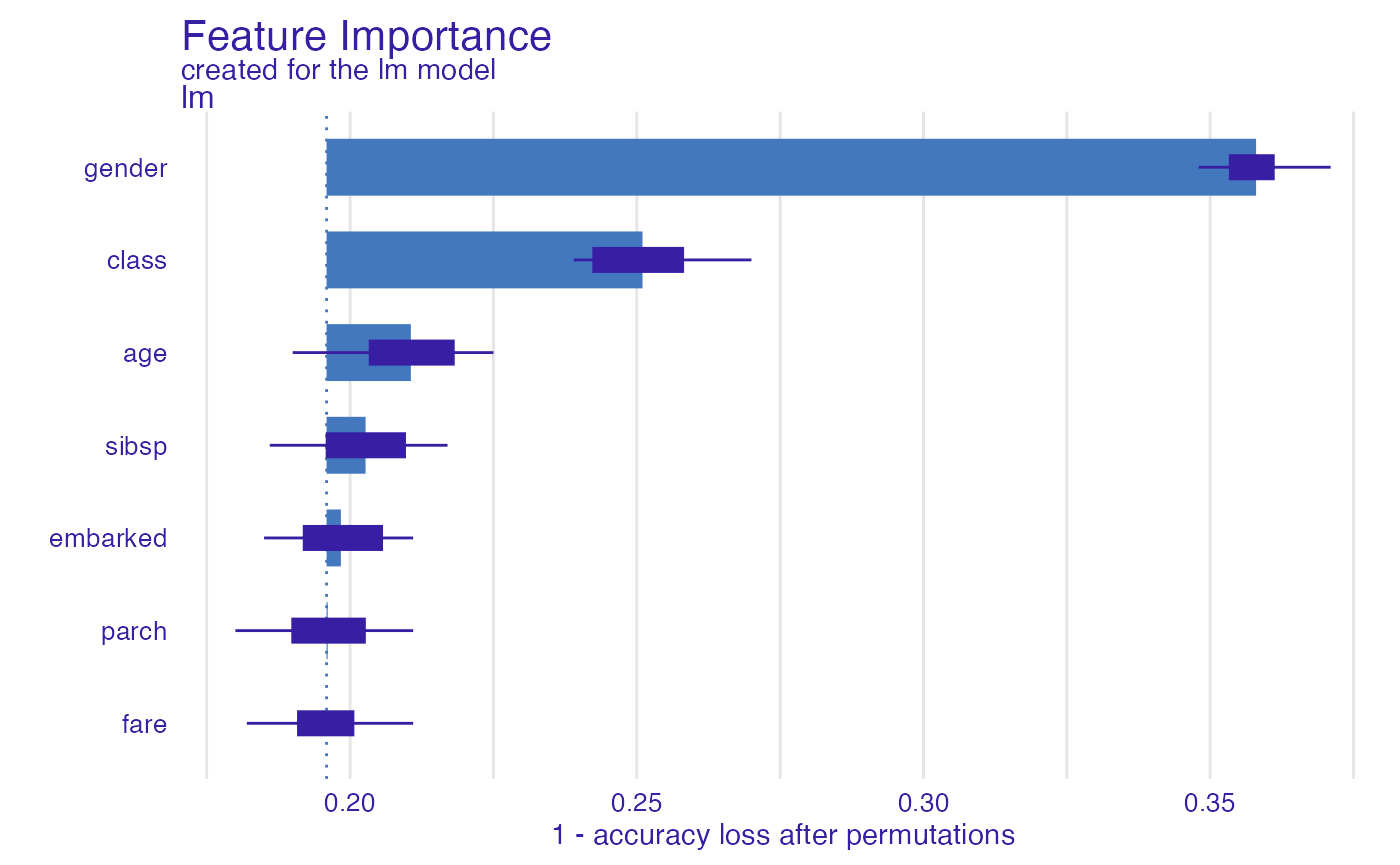 Feature Importance
created for the lm model
lm
gender
class
age
sibsp
embarked
parch
fare
0.20 0.25 0.30 0.35
1 - accuracy loss after permutations